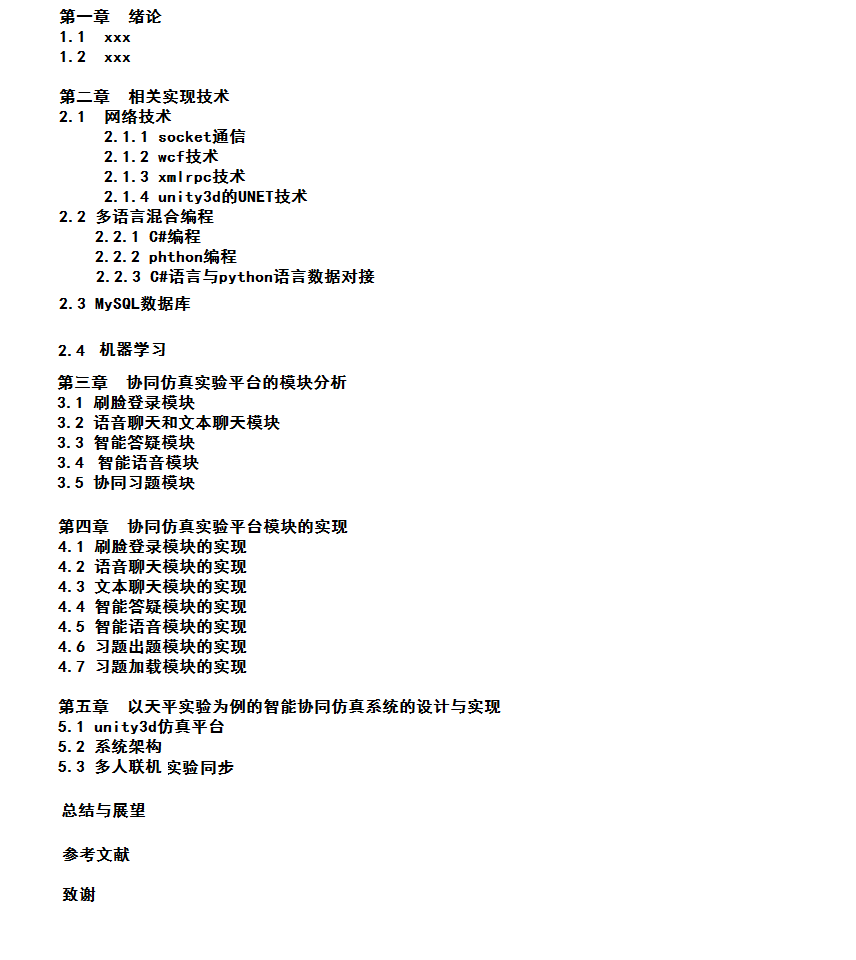 第一章  绪论
1.1  xxx
1.2  xxx
第二章  相关实现技术
2.1  网络技术
2.1.1 socket通信
2.1.2 wcf技术
2.1.3 xmlrpc技术
2.1.4 unity3d的UNET技术
2.2 多语言混合编程
2.2.1 C#编程
2.2.2 phthon编程
2.2.3 C#语言与python语言数据对接
2.3 MySQL数据库
2.4 机器学习
第三章  协同仿真实验平台的模块分析
3.1 刷脸登录模块
3.2 语音聊天和文本聊天模块
3.3 智能答疑模块
3.4 智能语音模块
3.5 协同习题模块
第四章  协同仿真实验平台模块的实现
4.1 刷脸登录模块的实现
4.2 语音聊天模块的实现
4.3 文本聊天模块的实现
4.4 智能答疑模块的实现
4.5 智能语音模块的实现
4.6 习题出题模块的实现
4.7 习题加载模块的实现
第五章  以天平实验为例的智能协同仿真系统的设计与实现
5.1 unity3d仿真平台
5.2 系统架构
5.3 多人联机实验同步
总结与展望
参考文献
致谢